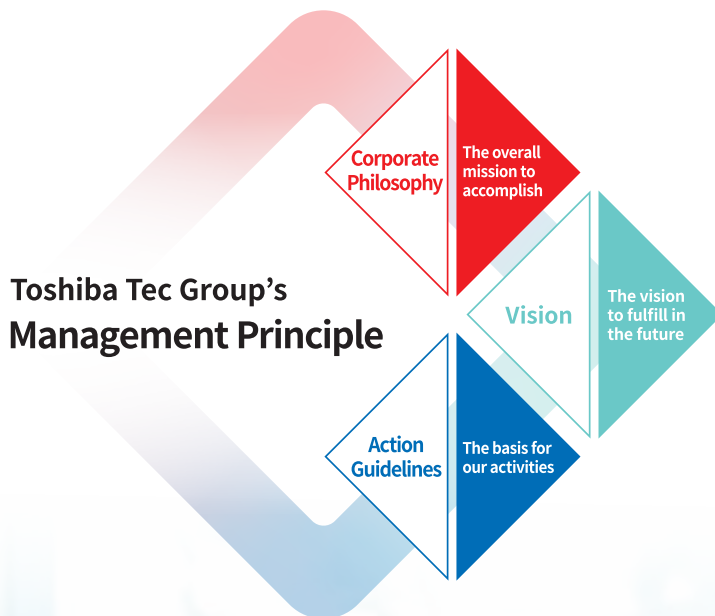 Toshiba Tec Group’s
Management Principle
Corporate
Philosophy
The overall
mission to
accomplish
Vision
The vision
to fulfill in
the future
Action
Guidelines
The basis for
our activities